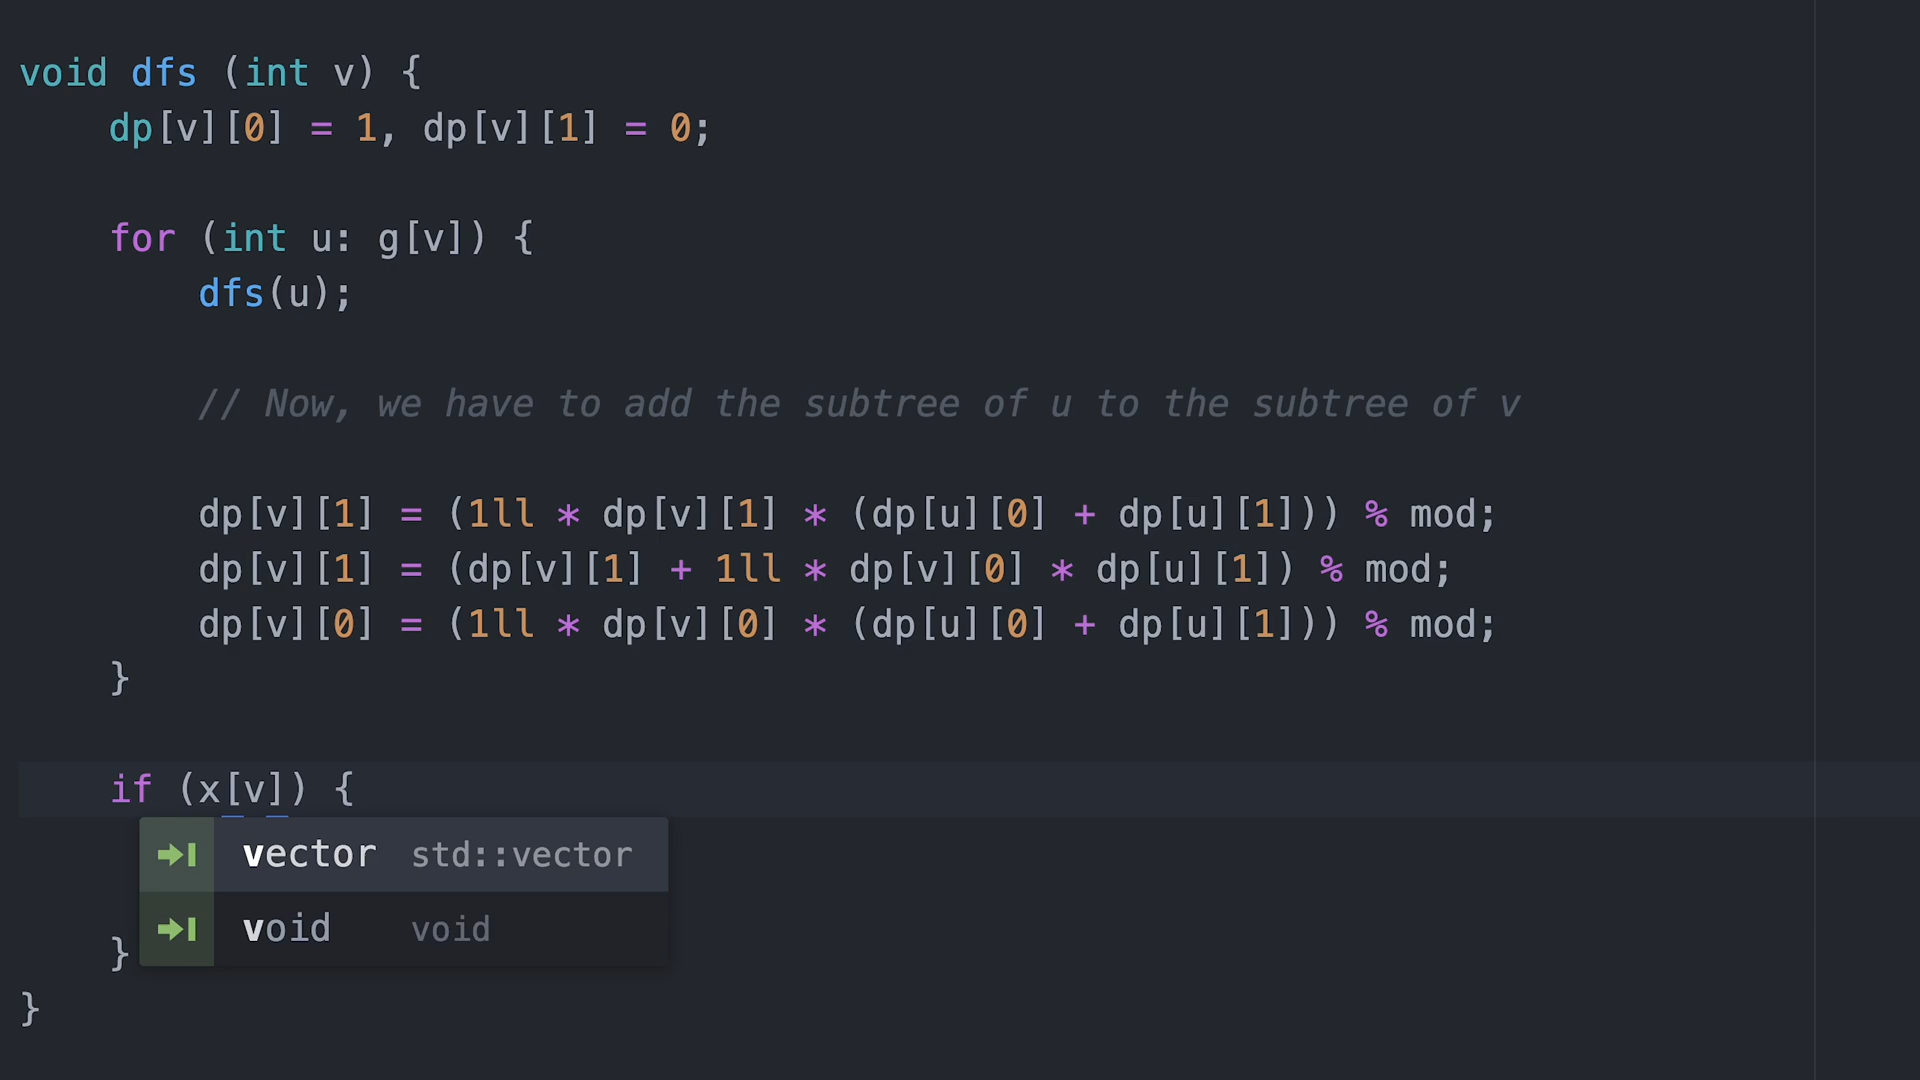 void dfs (int v) {
dp[v][0] = 1, dp[v][1] = 0;
for (int u: g[v]) {
dfs(u);
// Now, we have to add the subtree of u to the subtree of v
dp[v][1] = (1ll * dp[v][1] * (dp[u][0] + dp[u][1])) % mod;
dp[v][1] = (dp[v][1] + 1ll * dp[v][0] * dp[u][1]) % mod;
dp[v][0] = (1ll * dp[v][0] * (dp[u][0] + dp[u][1])) % mod;
}
if (x[v]) {
vector std::vector
void void
}
}